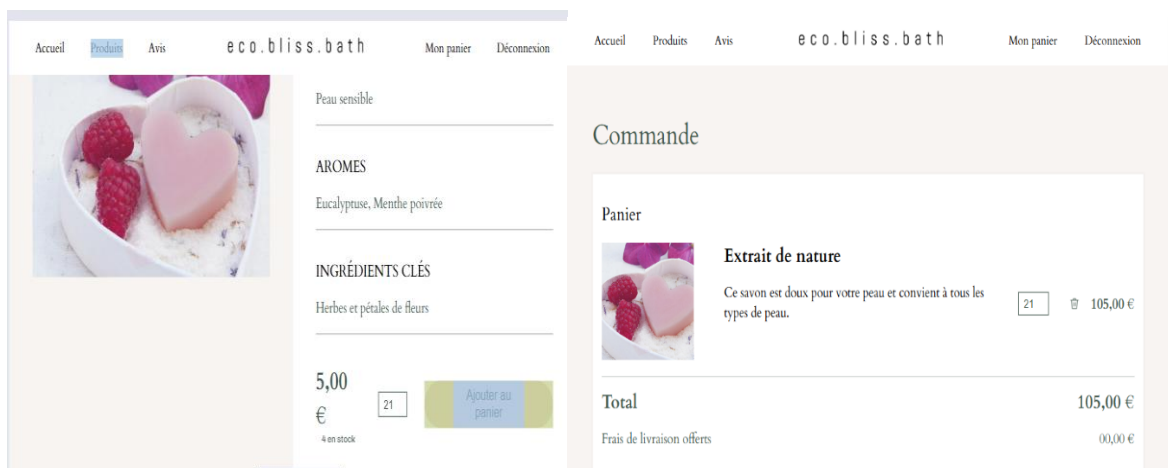 Accueil Produits Avis eco.bliss.bath Mon panier Déconnexion
Peau sensible
AROMES
Eucalyptuse, Menthe poivrée
INGRÉDIENTS CLÉS
Herbes et pétales de fleurs
5,00
€
21
Ajouter au
panier
4 en stock
Accueil Produits Avis eco.bliss.bath Mon panier Déconnexion
Commande
Panier
Extrait de nature
Ce savon est doux pour votre peau et convient à tous les
types de peau.
21 105,00 €
Total 105,00 €
Frais de livraison offerts 00,00 €